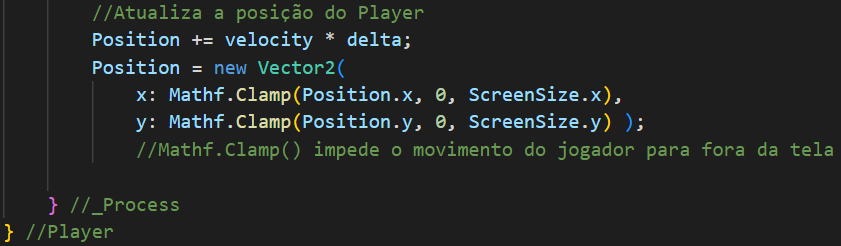 //Atualiza a posição do Player
Position += velocity * delta;
Position = new Vector2(
x: Mathf.Clamp(Position.x, 0, ScreenSize.x),
y: Mathf.Clamp(Position.y, 0, ScreenSize.y) );
//Mathf.Clamp() impede o movimento do jogador para fora da tela
} //_Process
} //Player